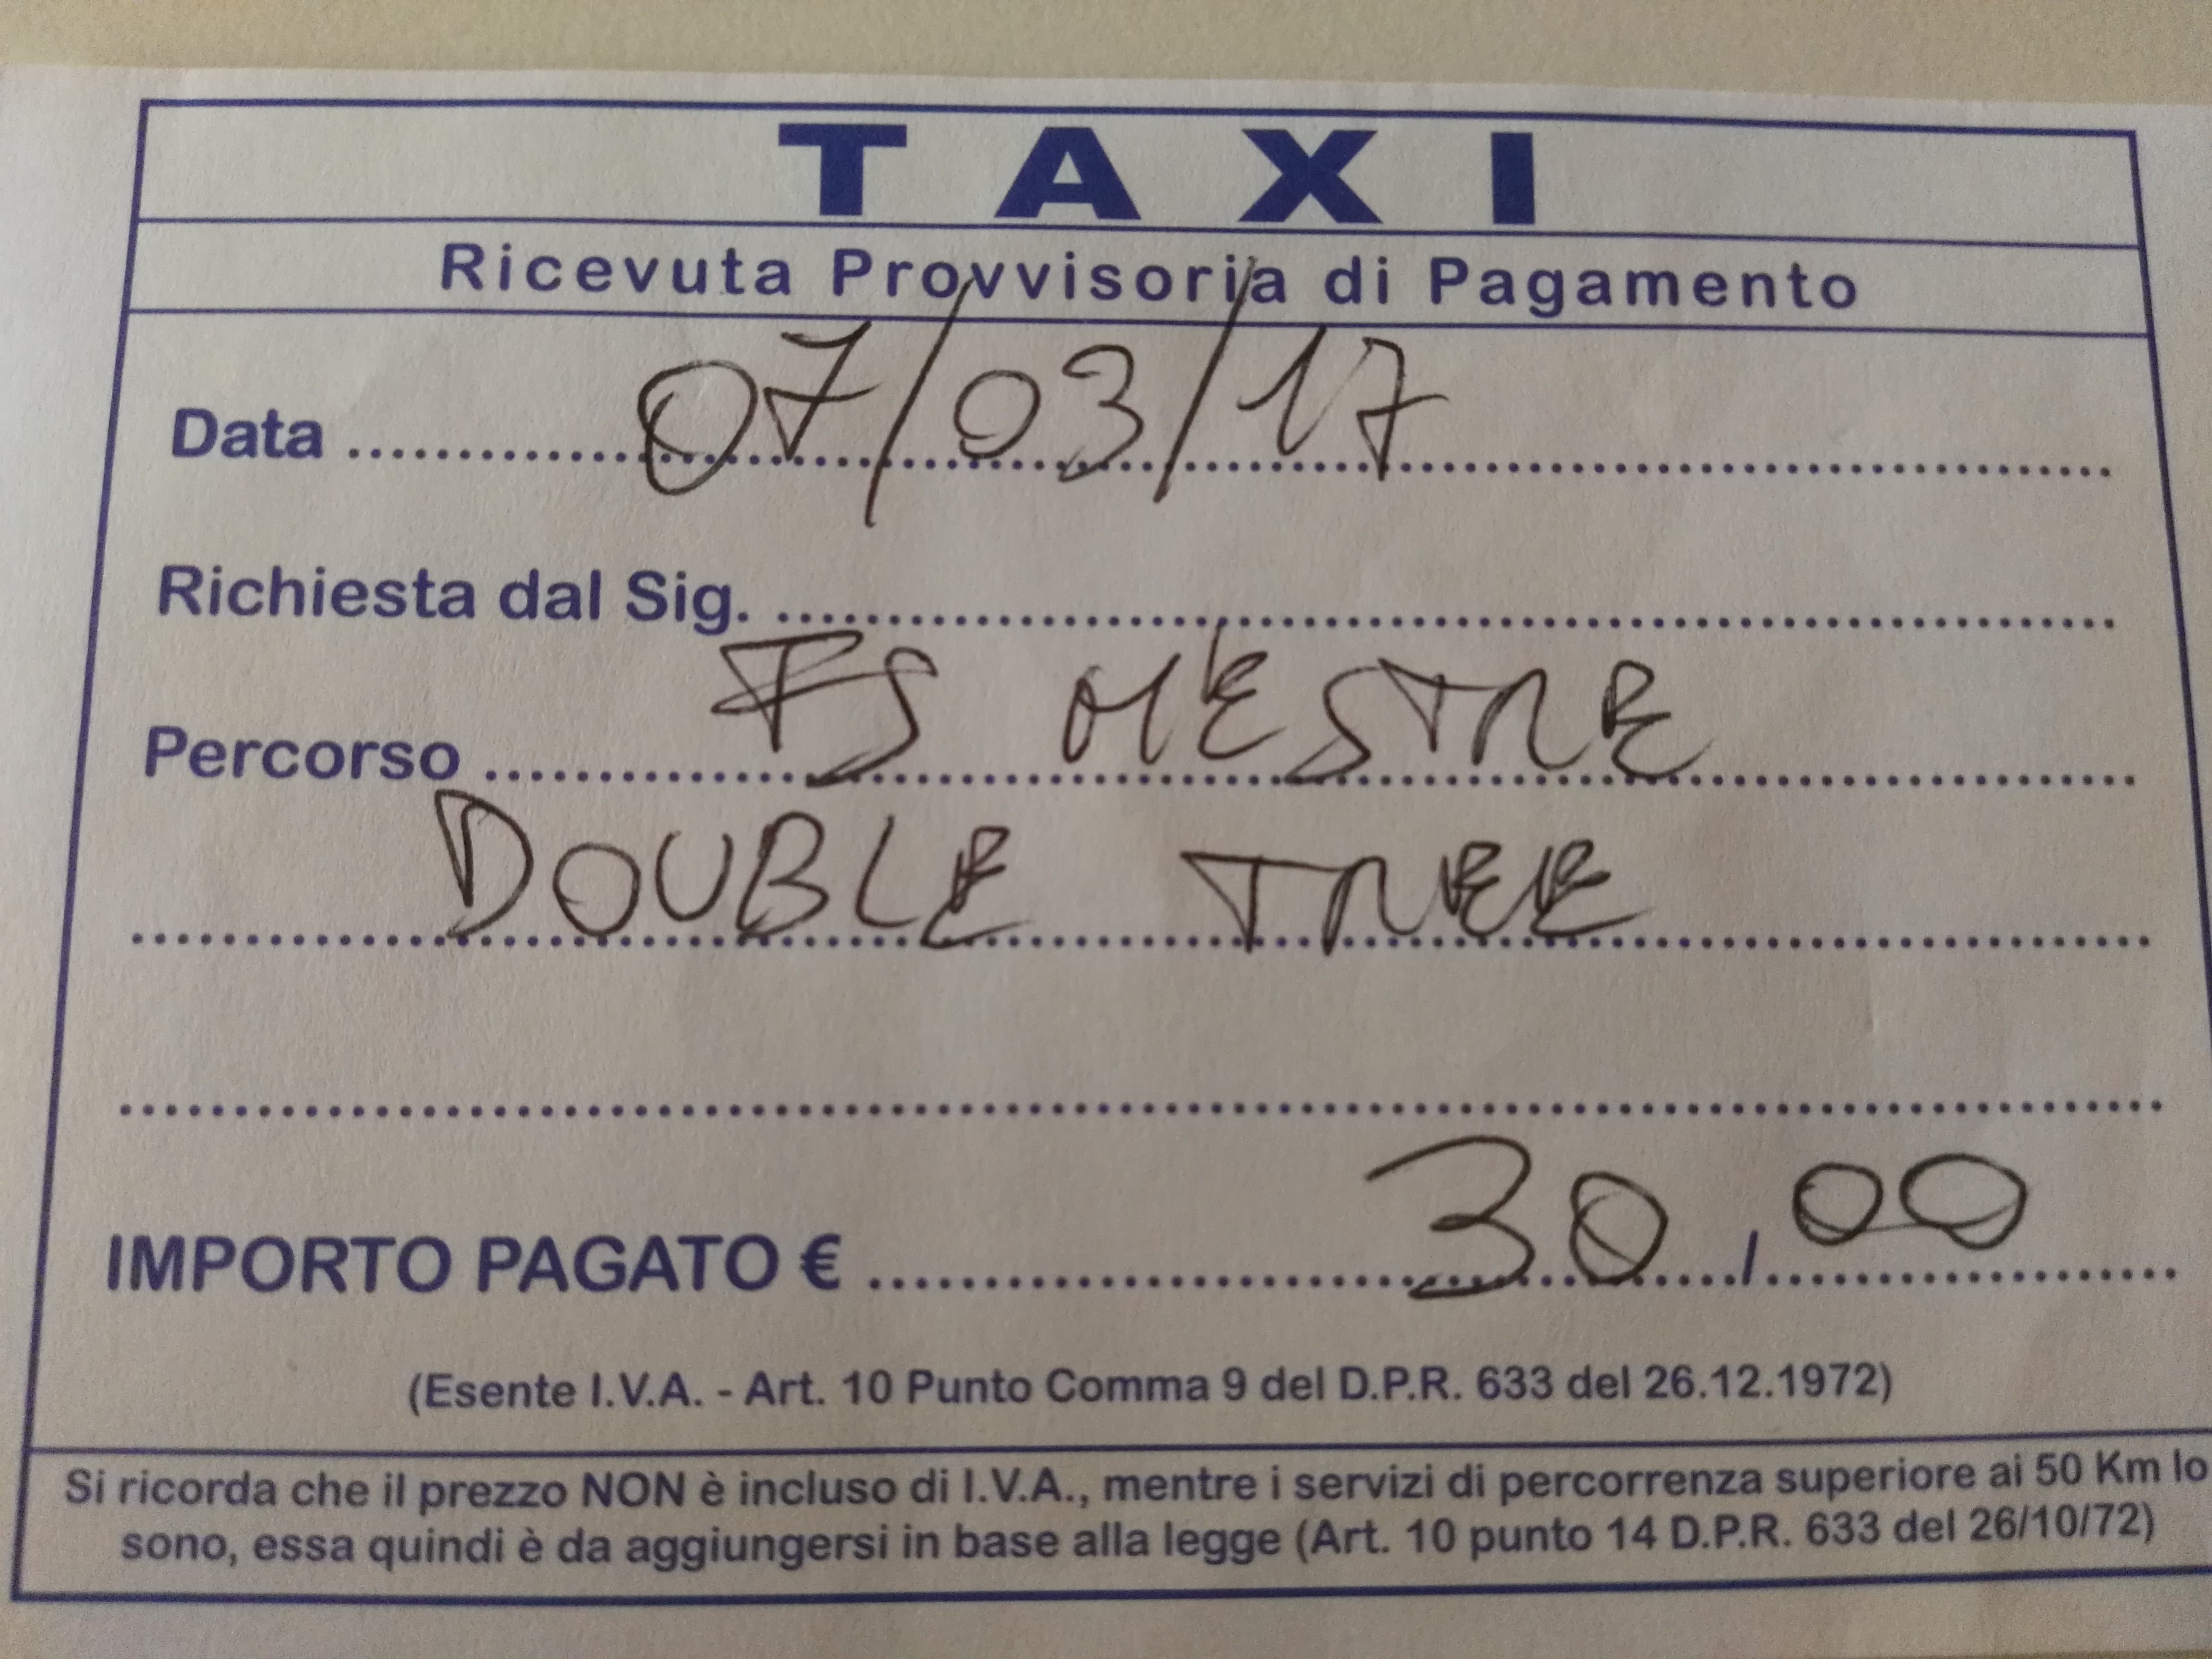 TAXI
Ricevuta Provvisoria di Pagamento
Data ........ 07/03/17 ........
Richiesta dal Sig. ........
Percorso ........ FS MESTRE ........
DOUBLE TREE
IMPORTO PAGATO € ........ 30,00 ........
(Esente I.V.A. - Art. 10 Punto Comma 9 del D.P.R. 633 del 26.12.1972)
Si ricorda che il prezzo NON è incluso di I.V.A., mentre i servizi di percorrenza superiore ai 50 Km lo
sono, essa quindi è da aggiungersi in base alla legge (Art. 10 punto 14 D.P.R. 633 del 26/10/72)